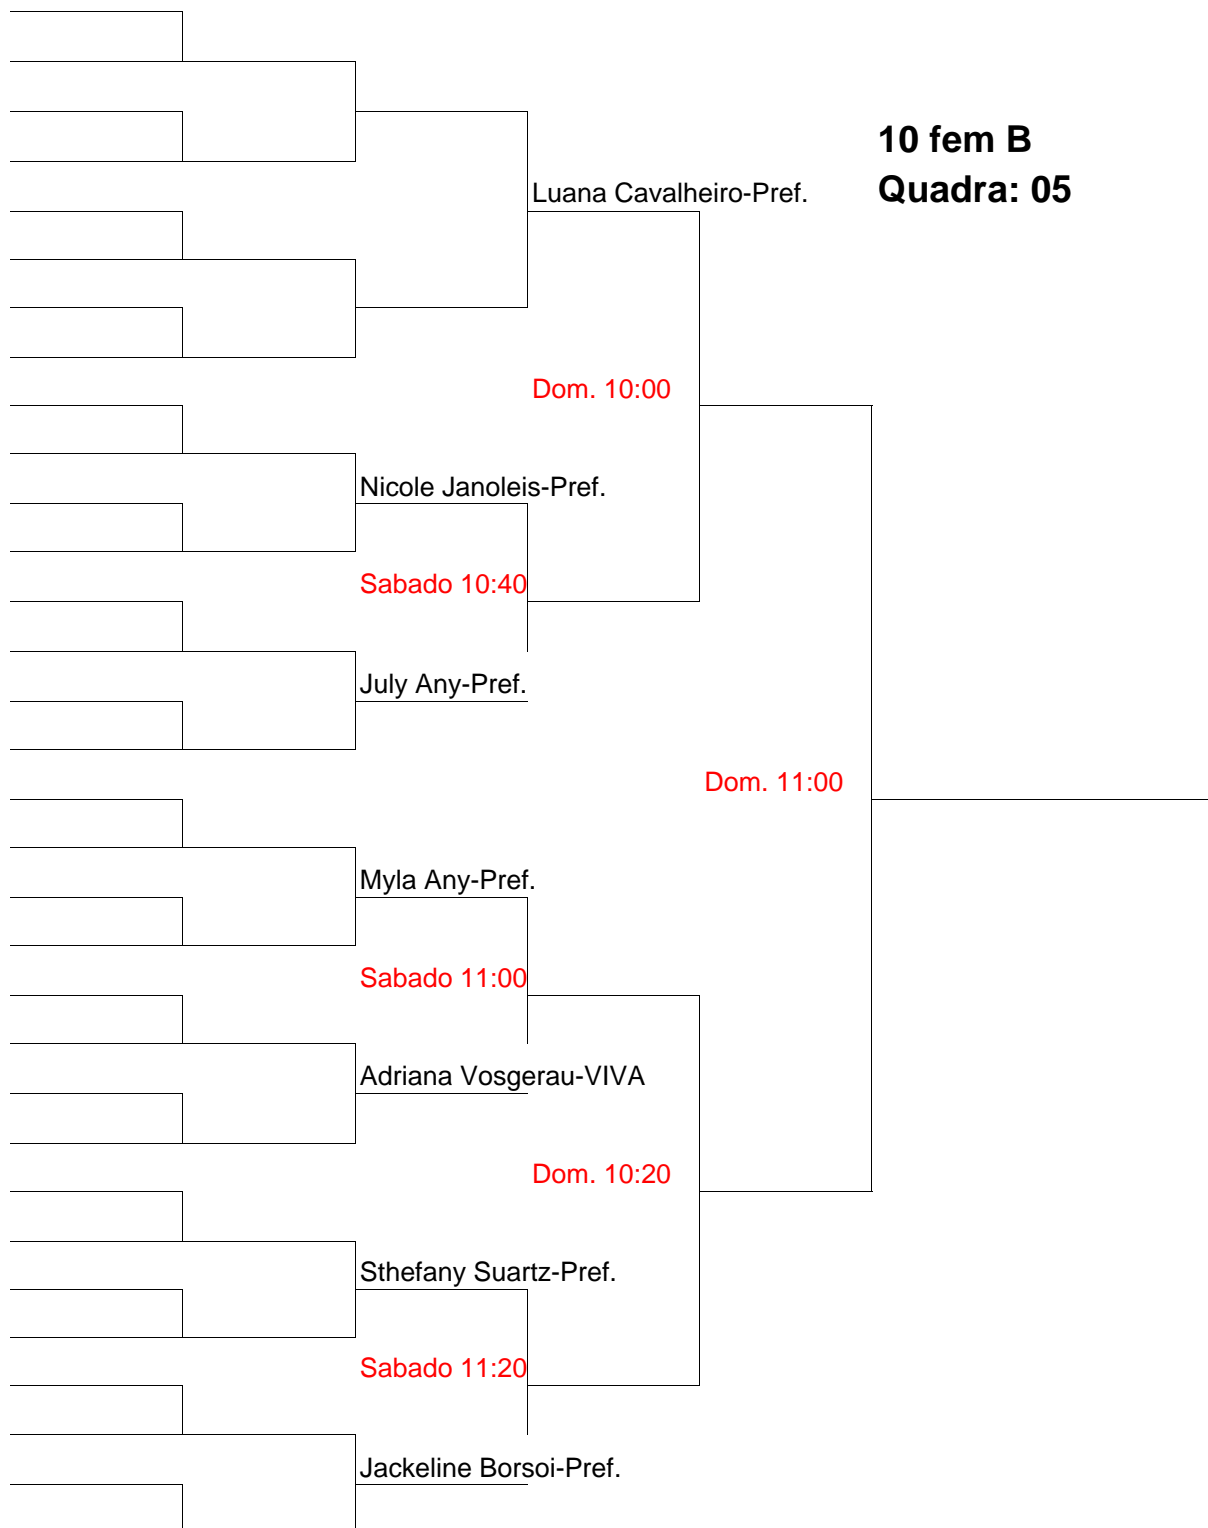 10 fem B
Quadra: 05
Luana Cavalheiro-Pref.
Dom. 10:00
Nicole Janoleis-Pref.
Sabado 10:40
July Any-Pref.
Dom. 11:00
Myla Any-Pref.
Sabado 11:00
Adriana Vosgerau-VIVA
Dom. 10:20
Sthefany Suartz-Pref.
Sabado 11:20
Jackeline Borsoi-Pref.